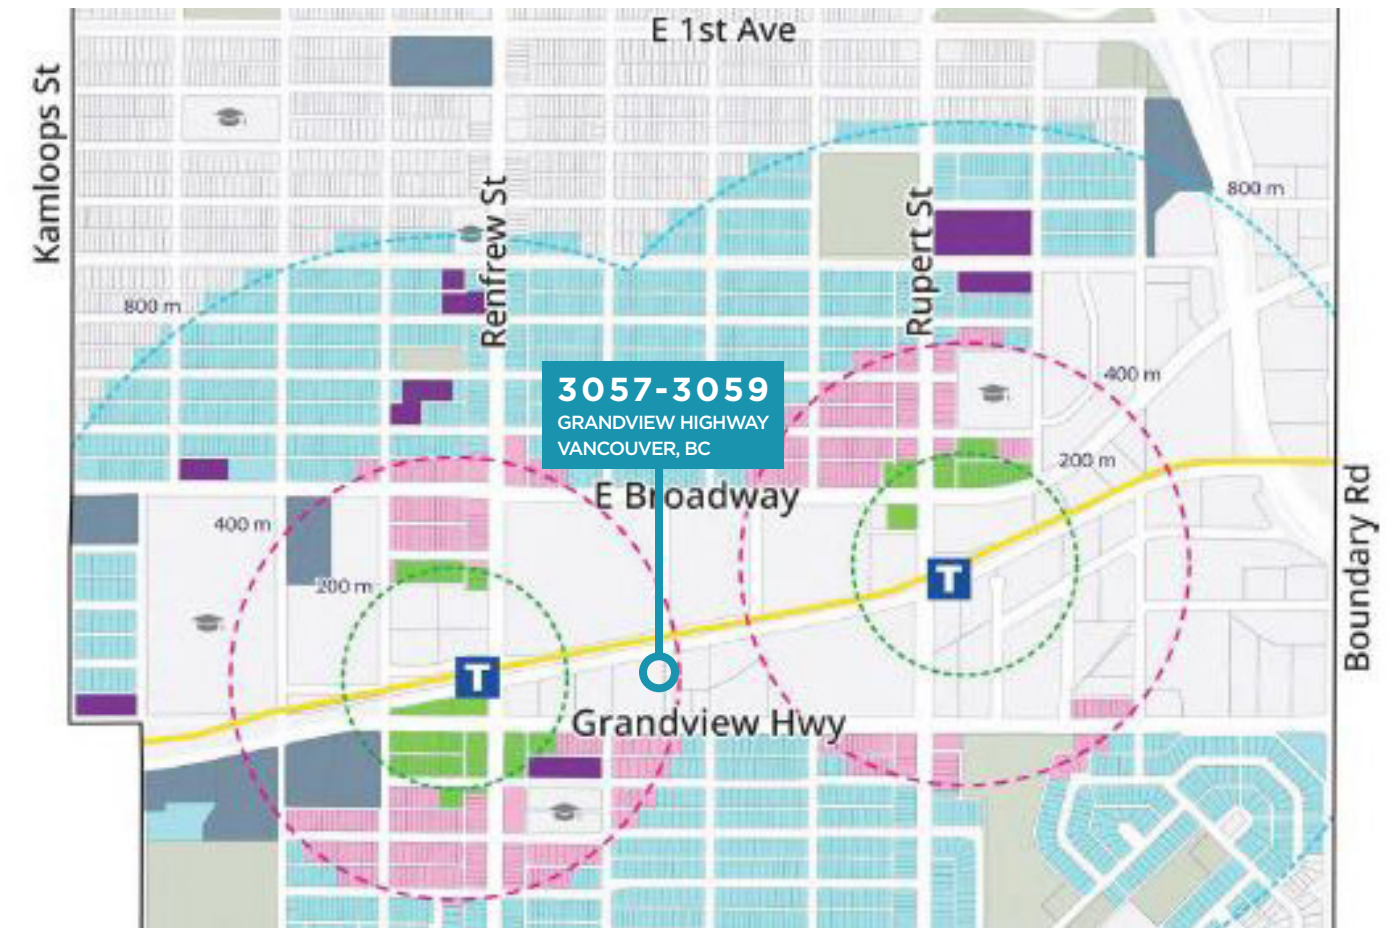 E 1st Ave
Kamloops St
800 m
Renfrew St
Rupert St
800 m
3057-3059
GRANDVIEW HIGHWAY
VANCOUVER, BC
400 m
200 m
E Broadway
400 m
200 m
Boundary Rd
T
T
Grandview Hwy